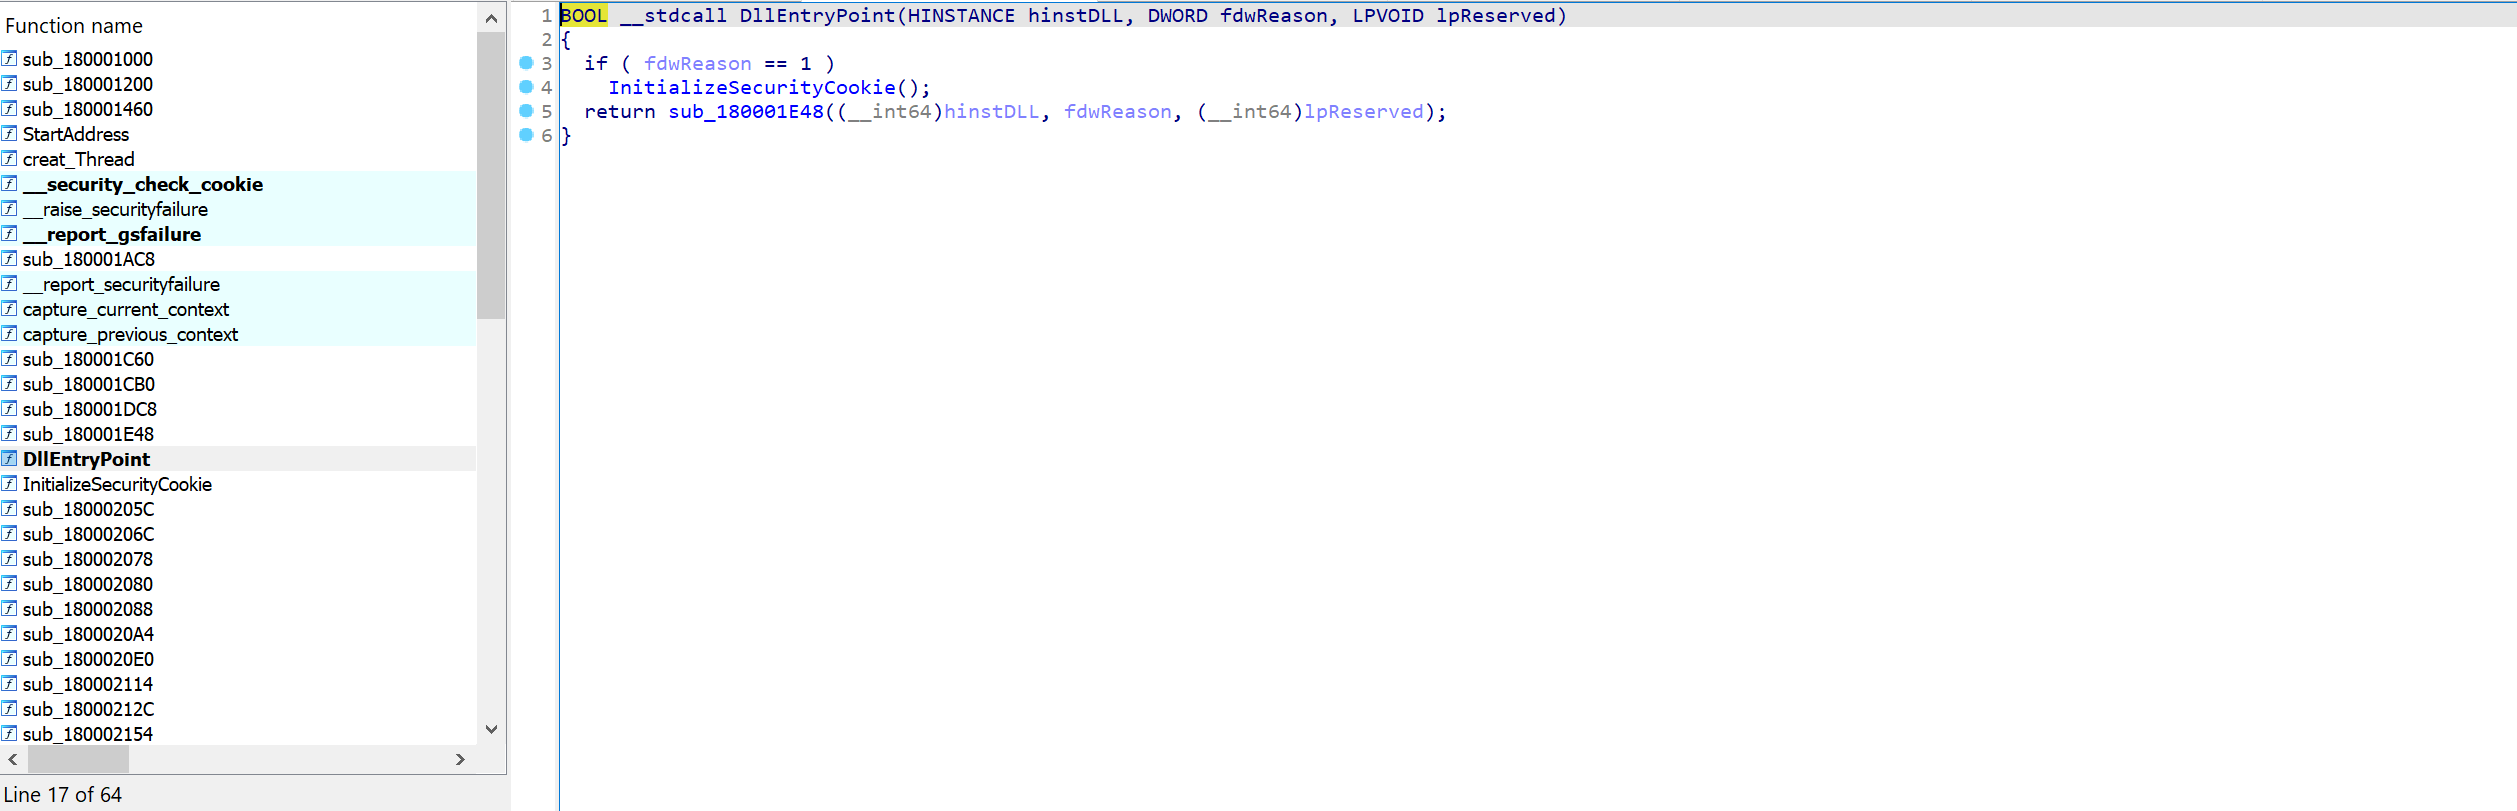 Function name
sub_180001000
sub_180001200
sub_180001460
StartAddress
creat_Thread
__security_check_cookie
__raise_securityfailure
__report_gsfailure
sub_180001AC8
__report_securityfailure
capture_current_context
capture_previous_context
sub_180001C60
sub_180001CB0
sub_180001DC8
sub_180001E48
DllEntryPoint
InitializeSecurityCookie
sub_18000205C
sub_18000206C
sub_180002078
sub_180002080
sub_180002088
sub_1800020A4
sub_1800020E0
sub_180002114
sub_18000212C
sub_180002154
Line 17 of 64
1 BOOL __stdcall DllEntryPoint(HINSTANCE hinstDLL, DWORD fdwReason, LPVOID lpReserved)
2 {
3 if ( fdwReason == 1 )
4 InitializeSecurityCookie();
5 return sub_180001E48((__int64)hinstDLL, fdwReason, (__int64)lpReserved);
6 }